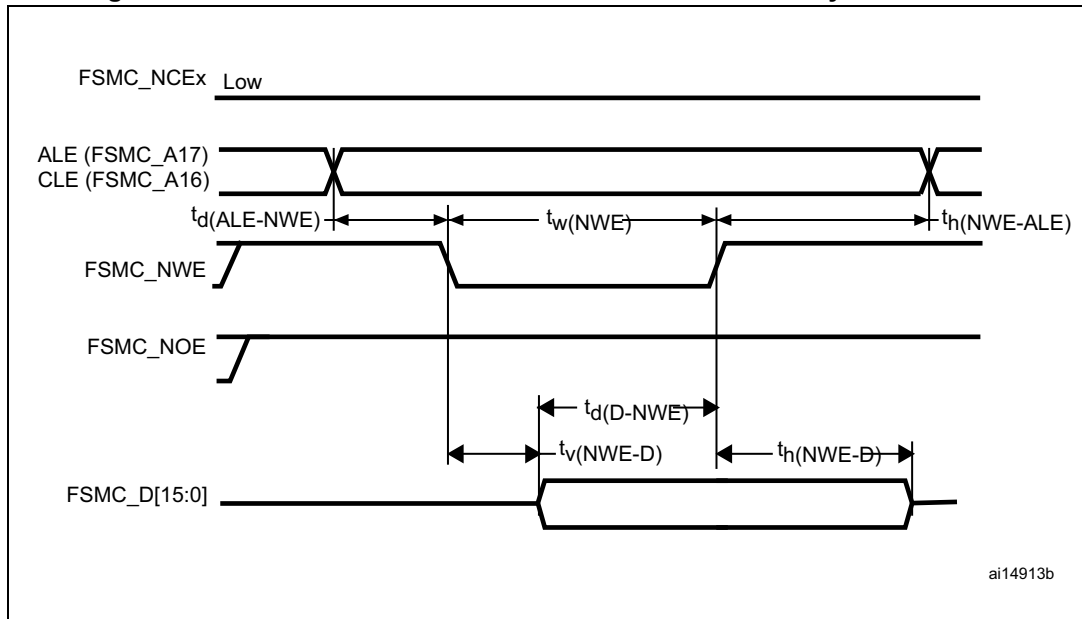 FSMC_NCEx Low
ALE (FSMC_A17)
CLE (FSMC_A16)
td(ALE-NWE) tw(NWE) th(NWE-ALE)
FSMC_NWE
FSMC_NOE
td(D-NWE)
tv(NWE-D) th(NWE-D)
FSMC_D[15:0]
ai14913b